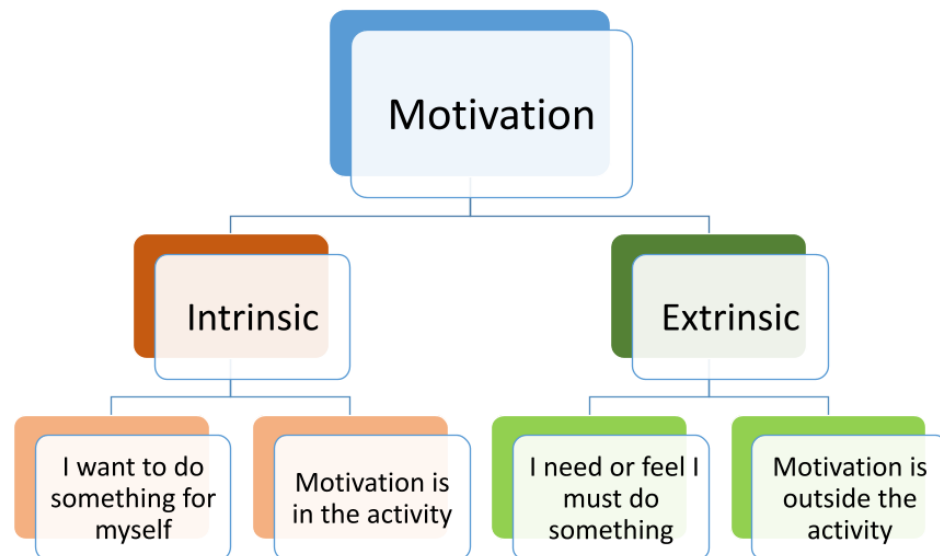 Motivation
Intrinsic
Extrinsic
I want to do
something for
myself
Motivation is
in the activity
I need or feel I
must do
something
Motivation is
outside the
activity